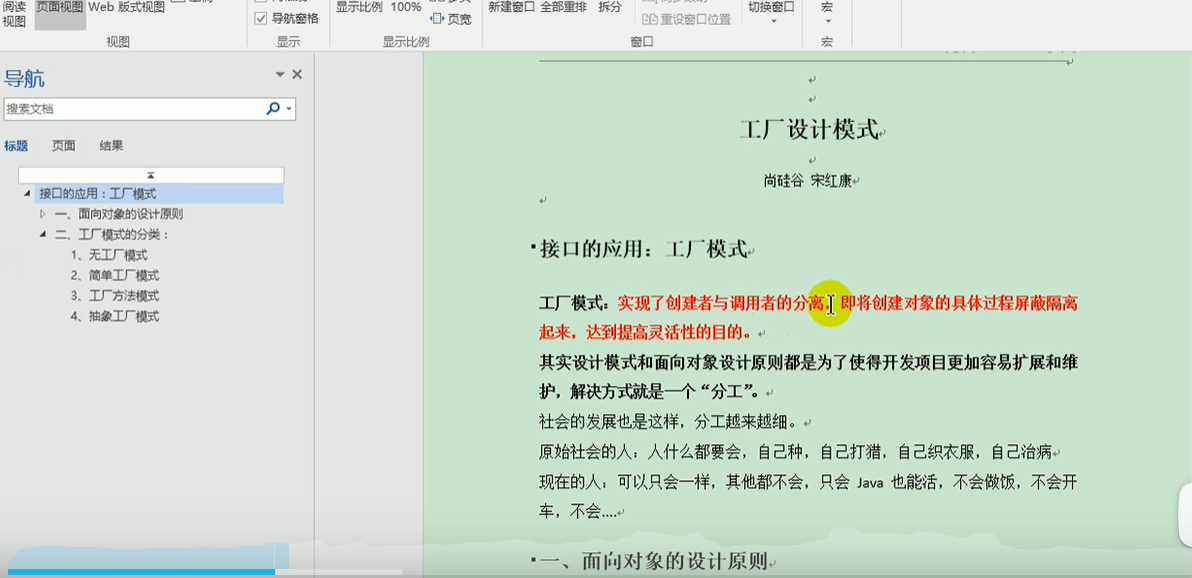 阅读 页面视图 Web 版式视图
视图
视图
导航窗格
显示
显示比例 100%
页宽
显示比例
新建窗口 全部重排 拆分
重设窗口位置
窗口
切换窗口
宏
宏
导航
搜索文档
标题 页面 结果
接口的应用：工厂模式
一、面向对象的设计原则
二、工厂模式的分类：
1、无工厂模式
2、简单工厂模式
3、工厂方法模式
4、抽象工厂模式
工厂设计模式
尚硅谷 宋红康
接口的应用：工厂模式
工厂模式：实现了创建者与调用者的分离，即将创建对象的具体过程屏蔽隔离
起来，达到提高灵活性的目的。
其实设计模式和面向对象设计原则都是为了使得开发项目更加容易扩展和维
护，解决方式就是一个“分工”。
社会的发展也是这样，分工越来越细。
原始社会的人：人什么都要会，自己种，自己打猎，自己织衣服，自己治病
现在的人：可以只会一样，其他都不会，只会 Java 也能活，不会做饭，不会开
车，不会....
一、面向对象的设计原则